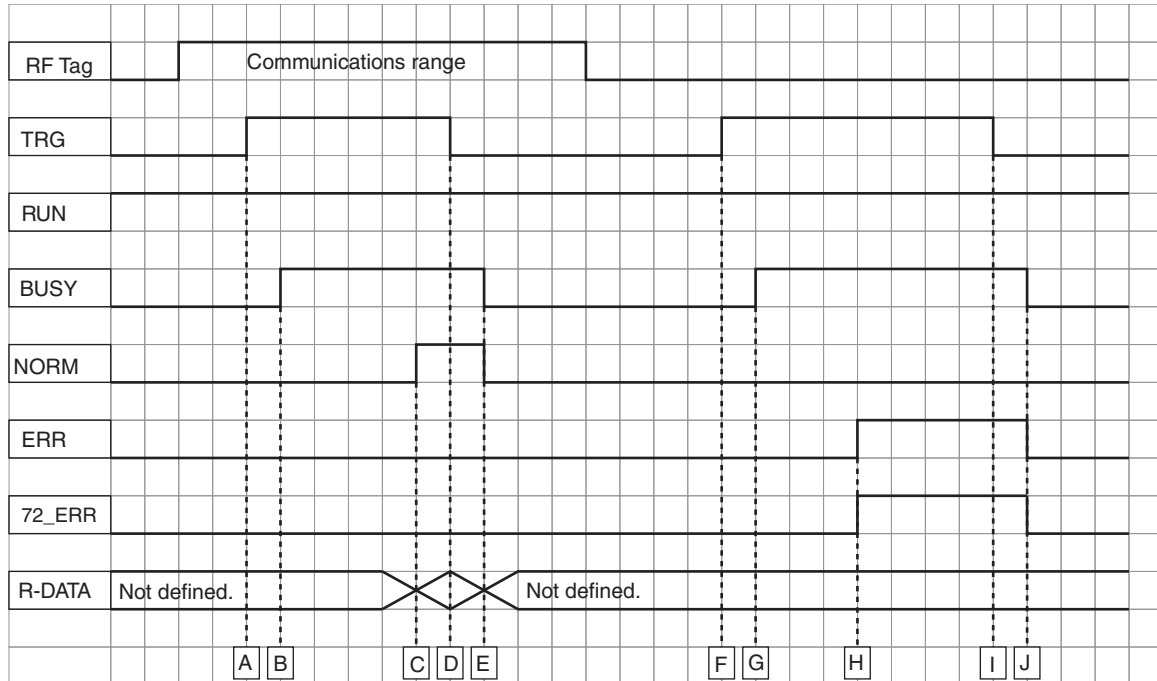 RF Tag Communications range
TRG
RUN
BUSY
NORM
ERR
72_ERR
R-DATA Not defined. Not defined.
A B C D E F G H I J